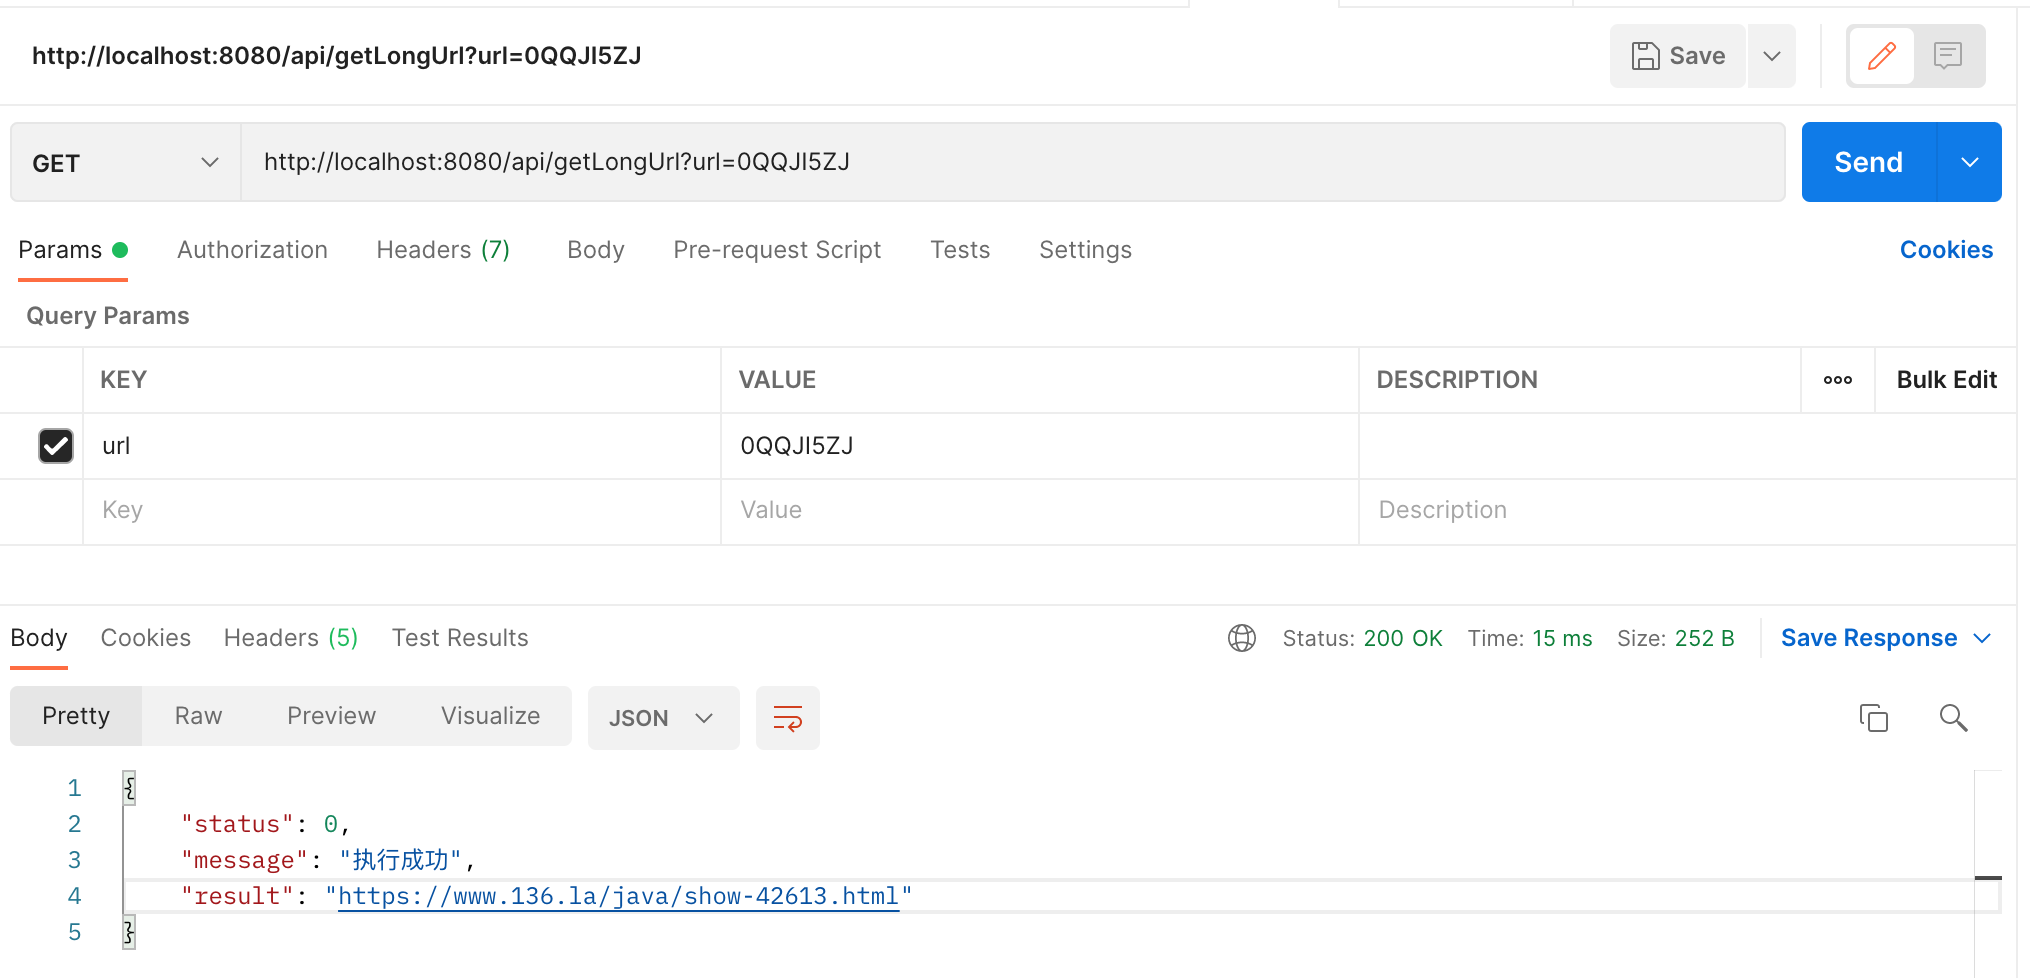 http://localhost:8080/api/getLongUrl?url=0QQJI5ZJ
Save
GET
http://localhost:8080/api/getLongUrl?url=0QQJI5ZJ
Send
Params Authorization Headers (7) Body Pre-request Script Tests Settings Cookies
Query Params
KEY VALUE DESCRIPTION ooo Bulk Edit
url 0QQJI5ZJ
Key Value Description
Body Cookies Headers (5) Test Results Status: 200 OK Time: 15 ms Size: 252 B Save Response
Pretty Raw Preview Visualize JSON
1 {
2 "status": 0,
3 "message": "执行成功",
4 "result": "https://www.136.la/java/show-42613.html"
5 }